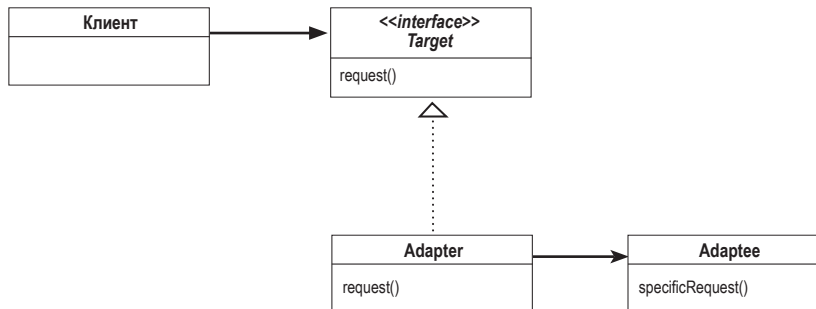 Клиент
<<interface>>
Target
request()
Adapter
request()
Adaptee
specificRequest()